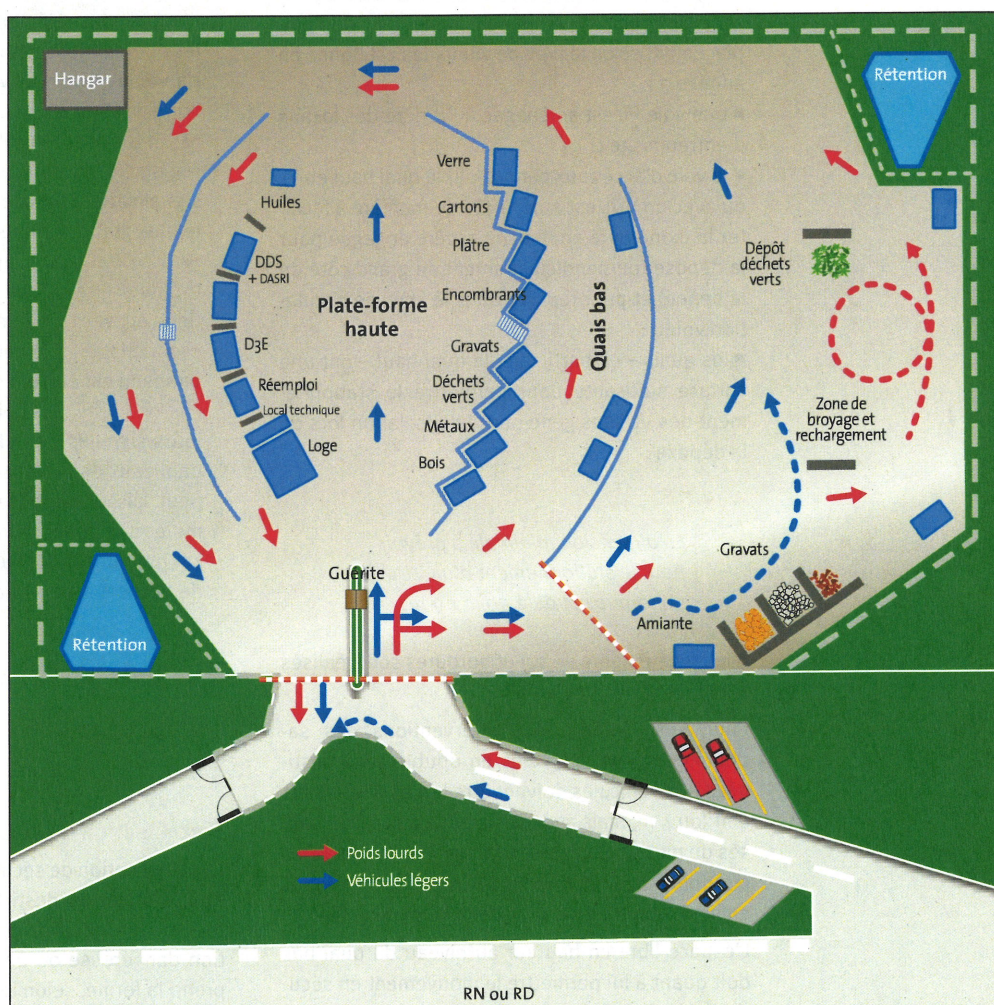 Hangar
Rétention
Verre
Huiles
Cartons
Plâtre
Dépôt
déchets
verts
DDS
+ DASRI
Plate-forme
haute
Encombrants
Quais bas
D3E
Gravats
Réemploi
Déchets
verts
Local technique
Zone de
broyage et
rechargement
Métaux
Loge
Bois
Gravats
Guérite
Amiante
Rétention
Poids lourds
Véhicules légers
RN ou RD